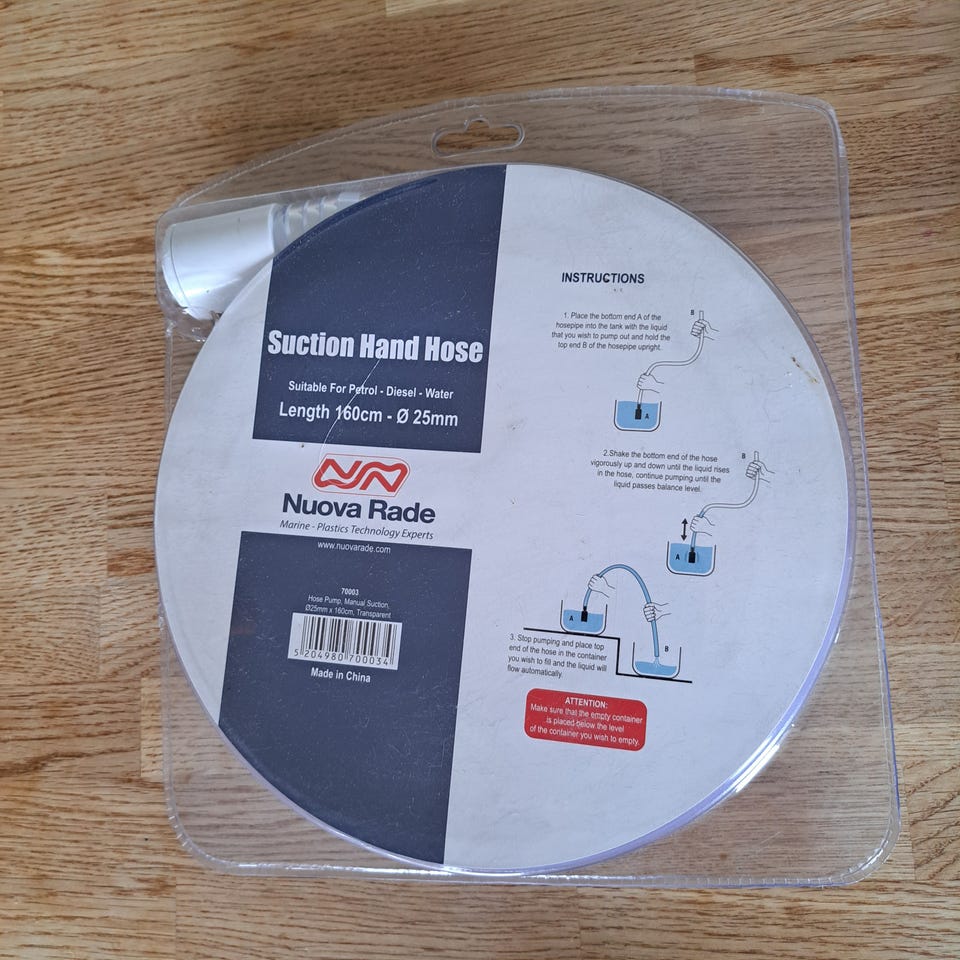 Suction Hand Hose
Suitable For Petrol - Diesel - Water
Length 160cm - Ø 25mm
Nuova Rade
Marine - Plastics Technology Experts
www.nuovarade.com
70003
Hose Pump, Manual Suction,
Ø25mm x 160cm, Transparent
5 204980 700034
Made in China
INSTRUCTIONS
1. Place the bottom end A of the
hosepipe into the tank with the liquid
that you wish to pump out and hold the
top end B of the hosepipe upright.
B
A
2.Shake the bottom end of the hose
vigorously up and down until the liquid rises
in the hose, continue pumping until the
liquid passes balance level.
B
A
A
B
3. Stop pumping and place top
end of the hose in the container
you wish to fill and the liquid will
flow automatically.
ATTENTION:
Make sure that the empty container
is placed below the level
of the container you wish to empty.